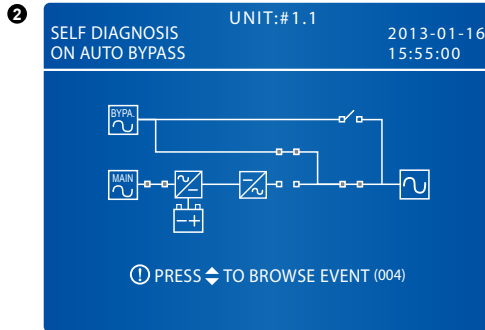 2
UNIT:#1.1
SELF DIAGNOSIS
2013-01-16
ON AUTO BYPASS
15:55:00
BYPA.
MAIN
PRESS TO BROWSE EVENT (004)